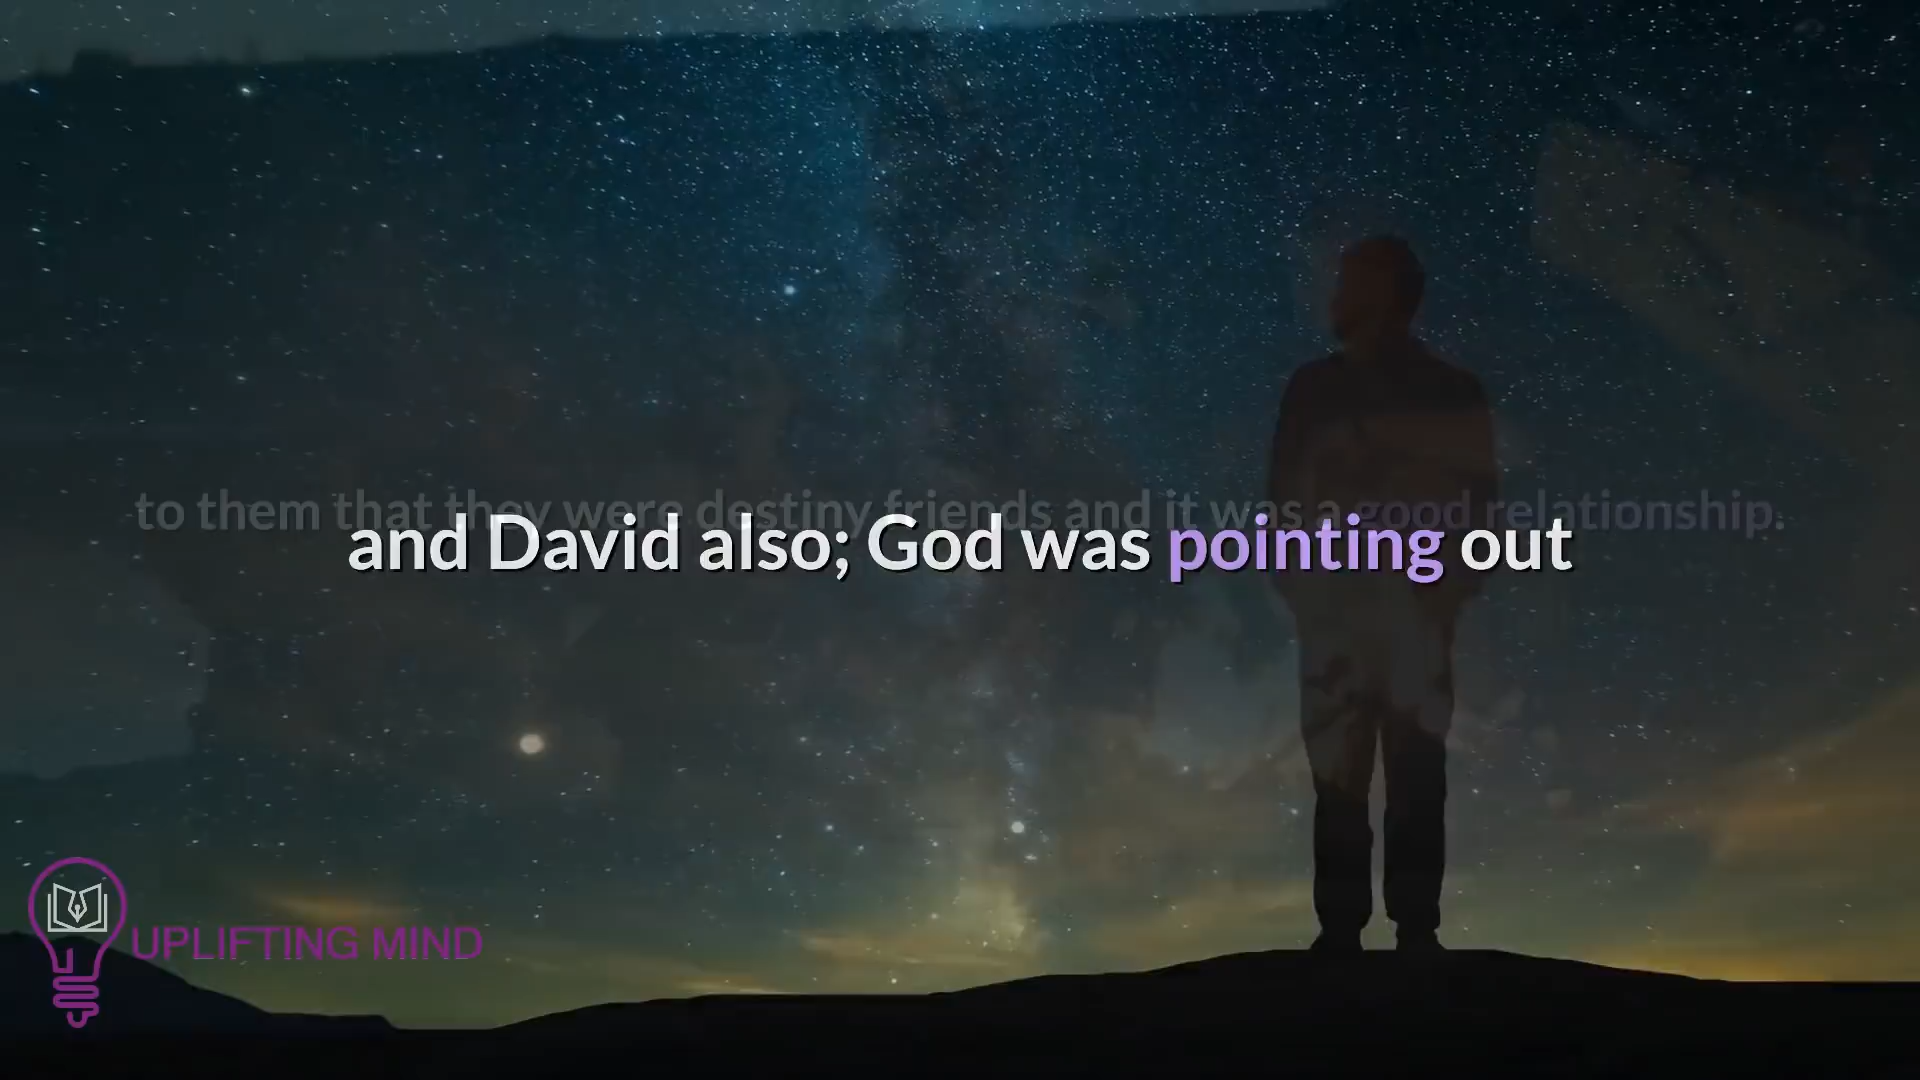 to them that they were destiny friends and it was a good relationship.
and David also; God was pointing out
UPLIFTING MIND